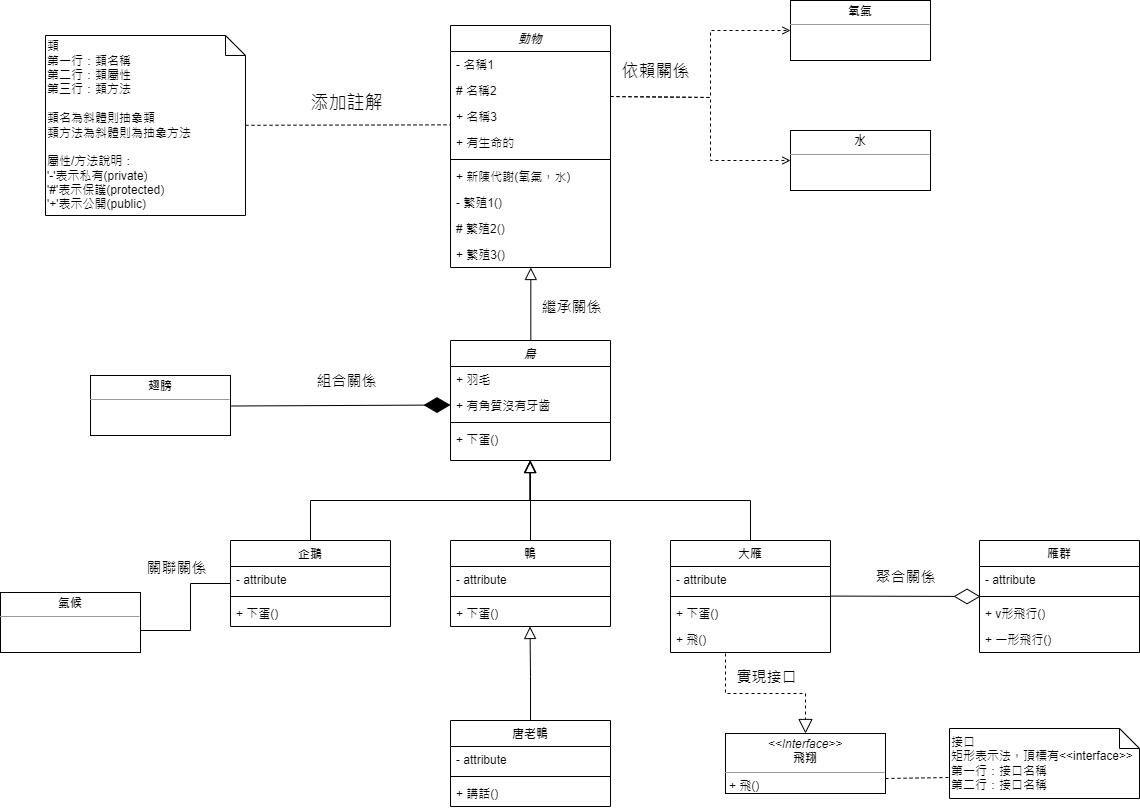 類
第一行：類名稱
第二行：類屬性
第三行：類方法
類名為斜體則抽象類
類方法為斜體則為抽象方法
屬性/方法說明：
'-'表示私有(private)
'#'表示保護(protected)
'+'表示公開(public)
添加註解
動物
- 名稱1
# 名稱2
+ 名稱3
+ 有生命的
+ 新陳代謝(氧氣，水)
- 繁殖1()
# 繁殖2()
+ 繁殖3()
依賴關係
氧氣
水
繼承關係
鳥
+ 羽毛
+ 有角質沒有牙齒
+ 下蛋()
組合關係
翅膀
企鵝
- attribute
+ 下蛋()
關聯關係
氣候
鴨
- attribute
+ 下蛋()
大雁
- attribute
+ 下蛋()
+ 飛()
聚合關係
雁群
- attribute
+ v形飛行()
+ 一形飛行()
唐老鴨
- attribute
+ 講話()
實現接口
<<Interface>>
飛翔
+ 飛()
接口
矩形表示法，頂標有<<interface>>
第一行：接口名稱
第二行：接口名稱